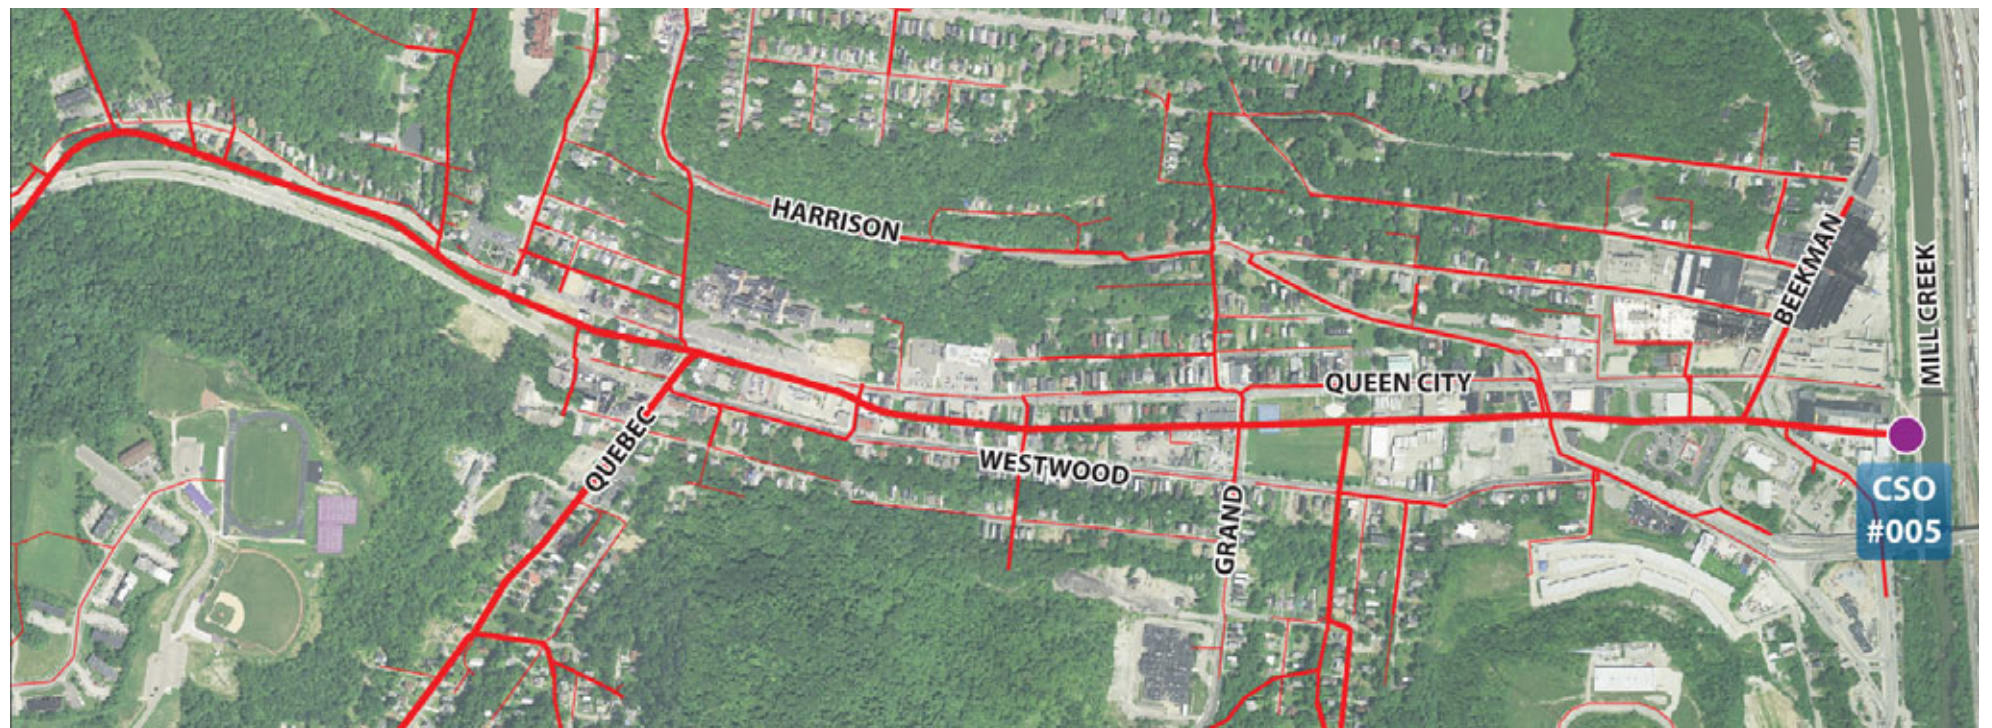 HARRISON
BEEKMAN
MILL CREEK
QUEEN CITY
QUEBEC
WESTWOOD
GRAND
CSO
#005